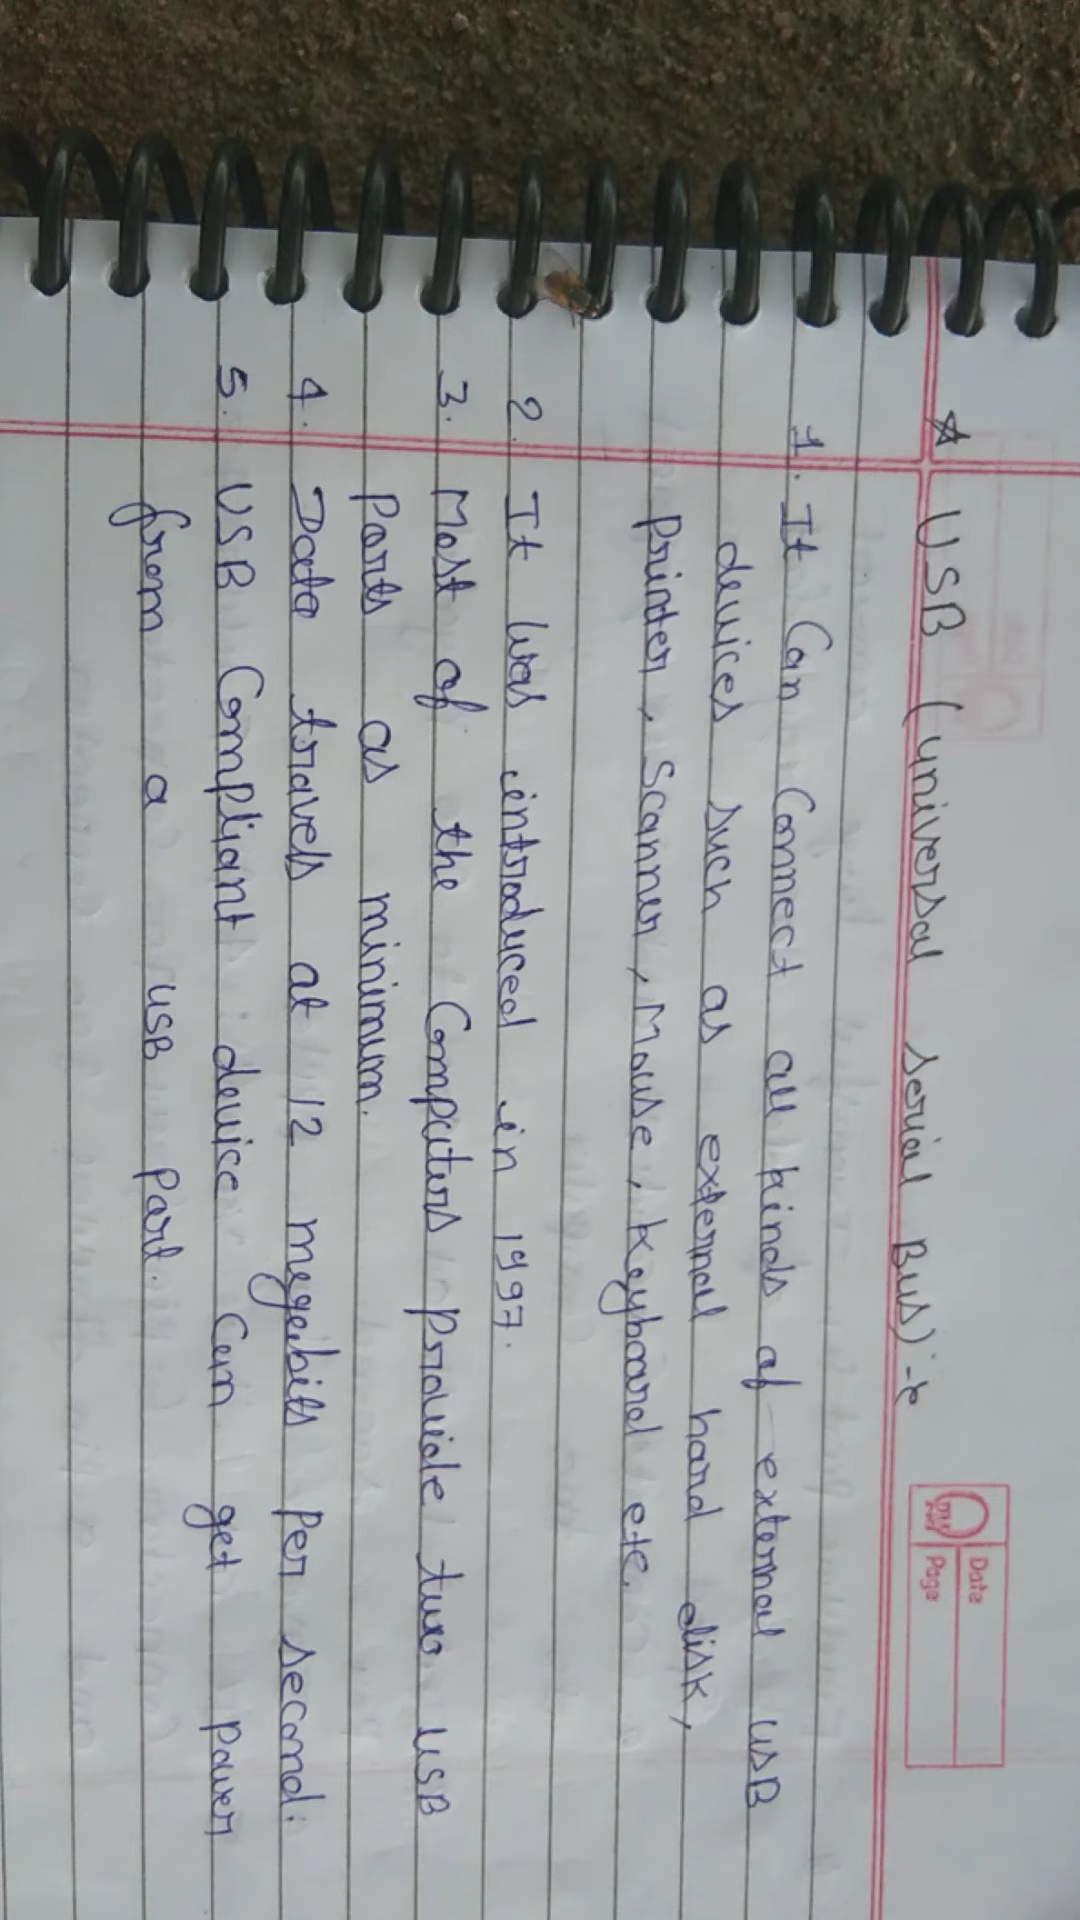 Date
Page
☆ USB (universal serial Bus) :-
1. It Can Connect all kinds of external USB
devices such as external hard disk,
printer, Scanner, Mouse, Keyboard etc.
2. It was introduced in 1997.
3. Most of the Computers Provide two USB
Ports as minimum.
4. Data travels at 12 megabits Per second.
5. USB Compliant device Can get Power
from a USB Port.